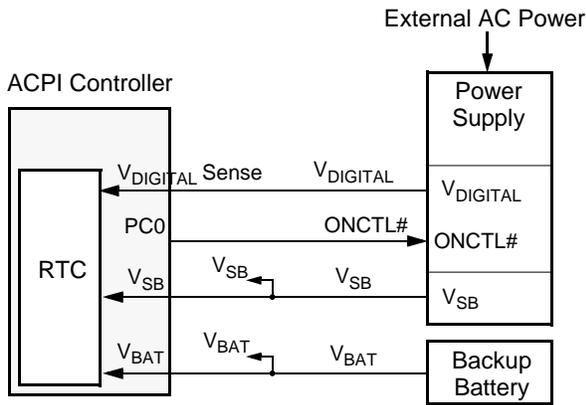 External AC Power
ACPI Controller
Power
Supply
V_DIGITAL Sense
V_DIGITAL
V_DIGITAL
PC0
ONCTL#
ONCTL#
RTC
V_SB
V_SB
V_SB
V_SB
V_BAT
V_BAT
V_BAT
Backup
Battery